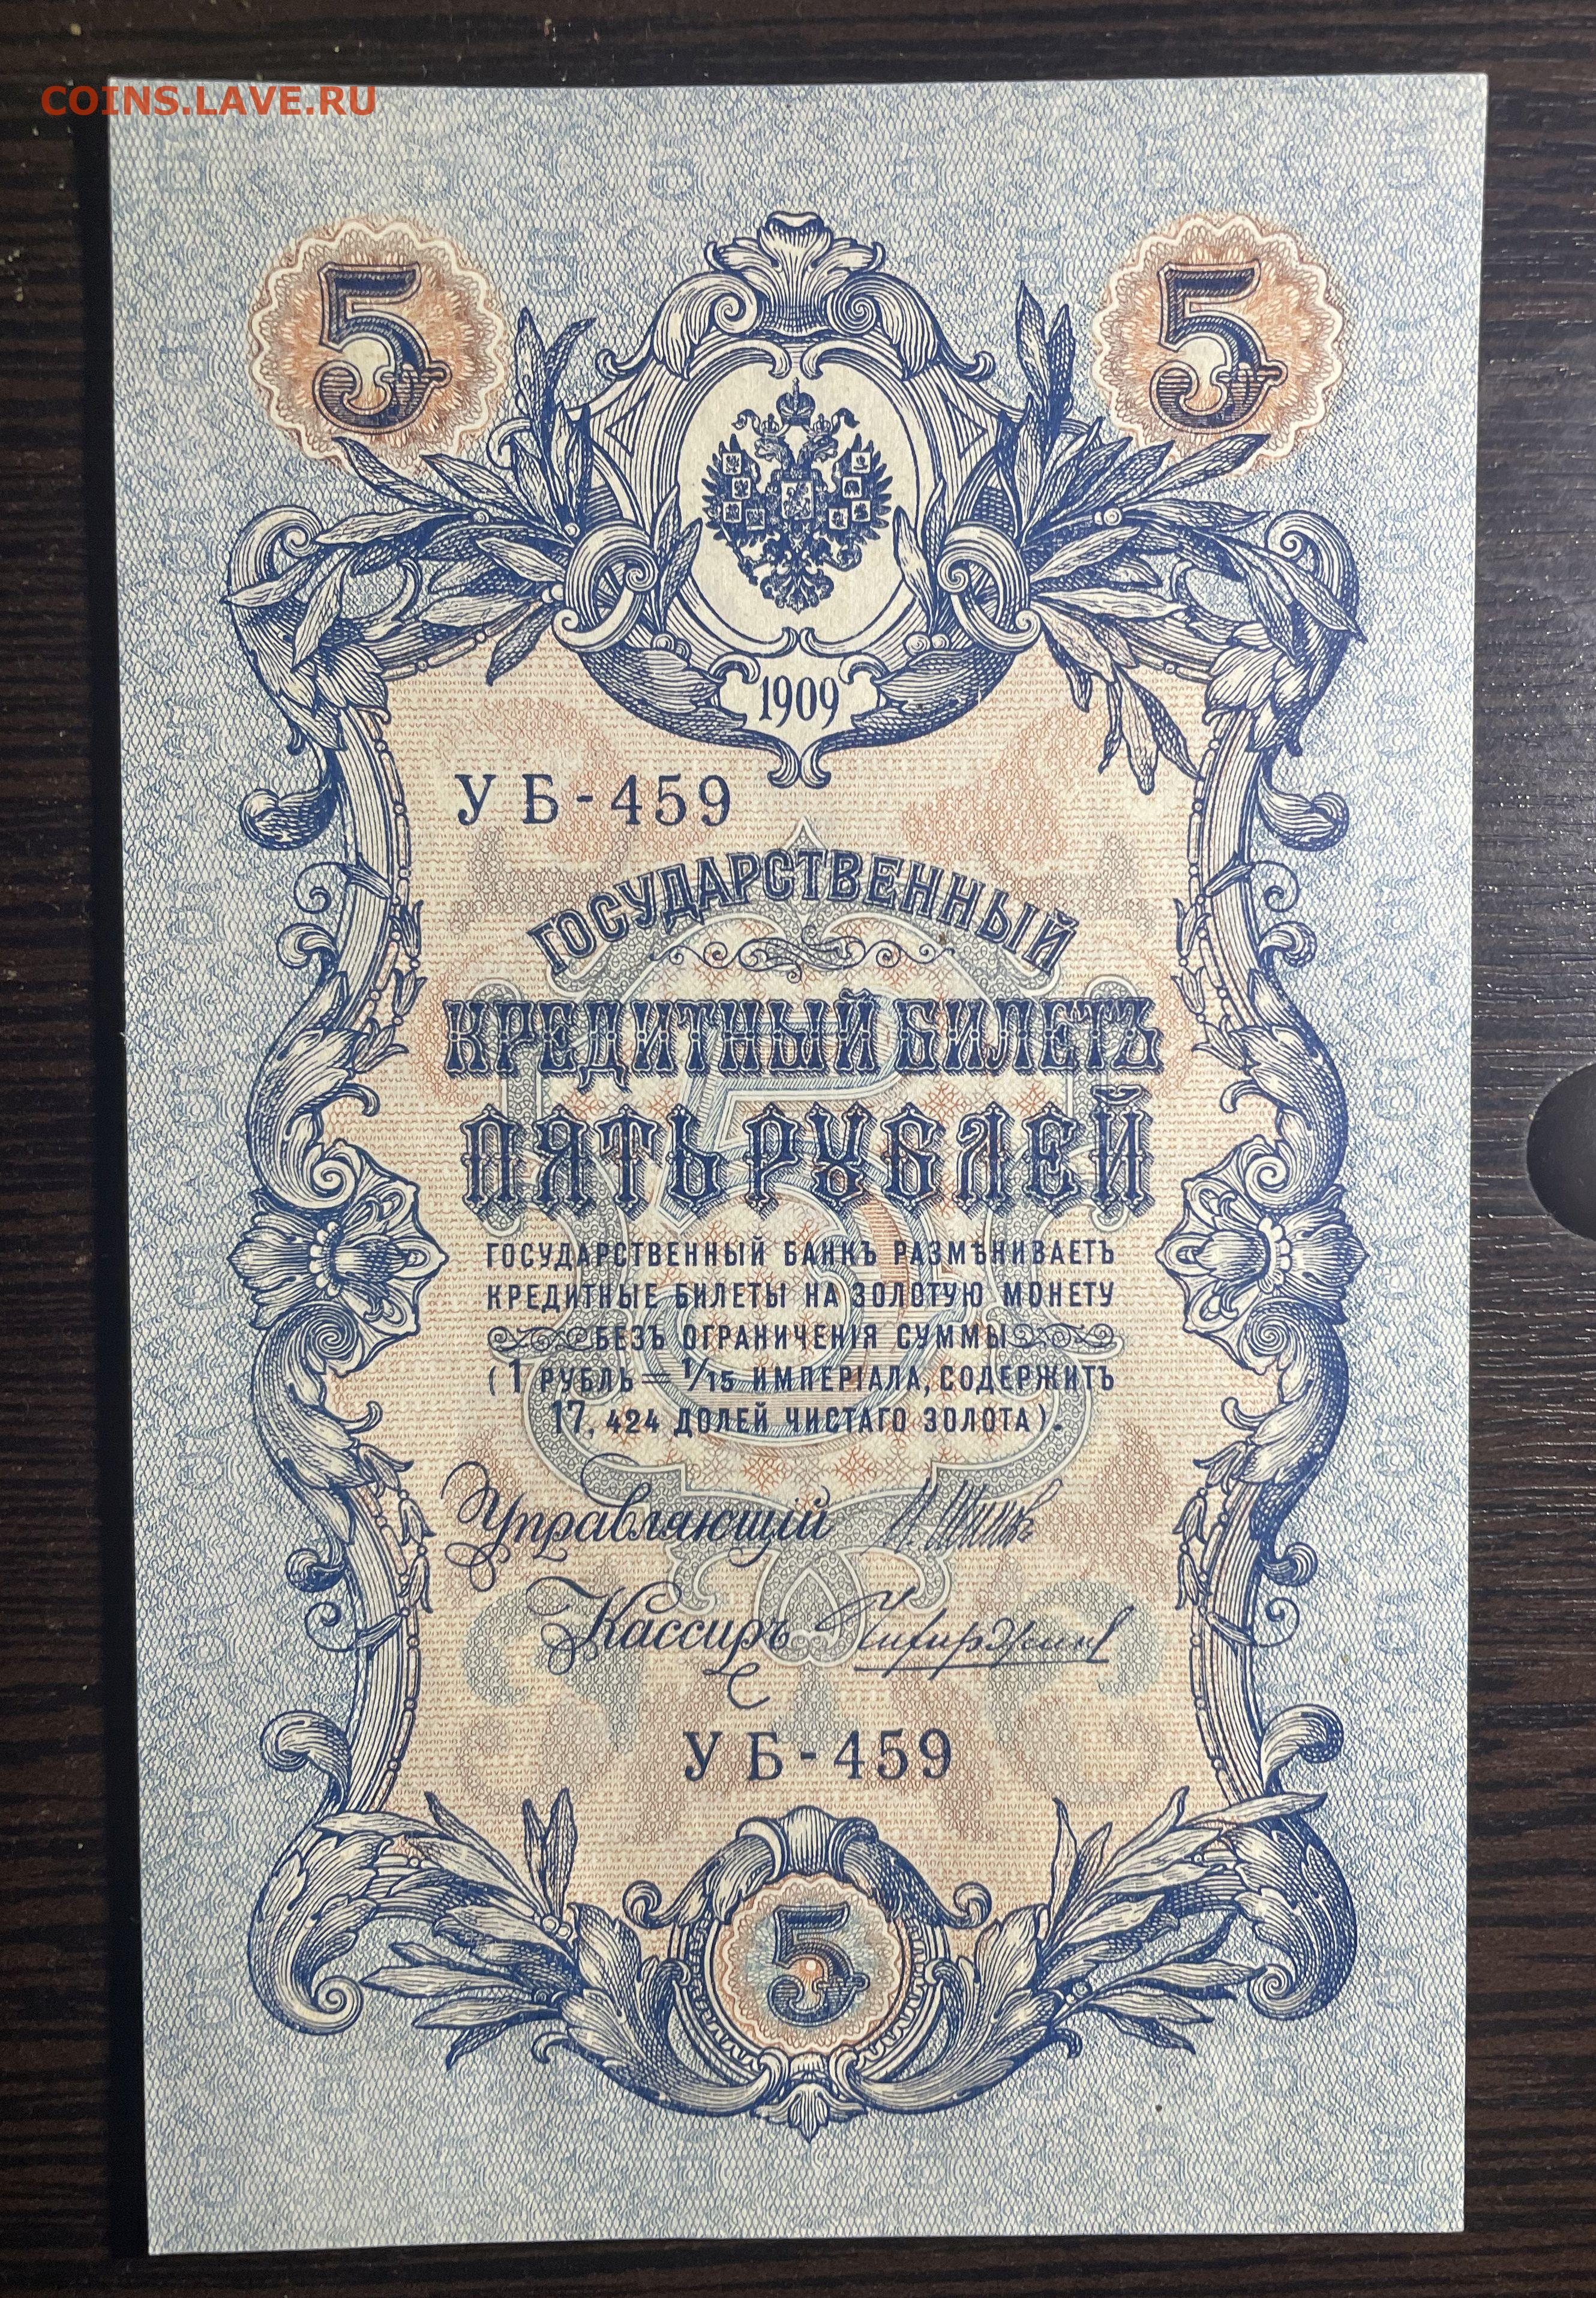 COINS.LAVE.RU
5 5
1909
УБ-459
ГОСУДАРСТВЕННЫЙ
КРЕДИТНЫЙ БИЛЕТЪ
ПЯТЬ РУБЛЕЙ
ГОСУДАРСТВЕННЫЙ БАНКЪ РАЗМѢНИВАЕТЪ
КРЕДИТНЫЕ БИЛЕТЫ НА ЗОЛОТУЮ МОНЕТУ
БЕЗЪ ОГРАНИЧЕНІЯ СУММЫ
(1 РУБЛЬ = 1/15 ИМПЕРІАЛА, СОДЕРЖИТЪ
17,424 ДОЛЕЙ ЧИСТАГО ЗОЛОТА).
Управляющій
Кассиръ
УБ-459
5